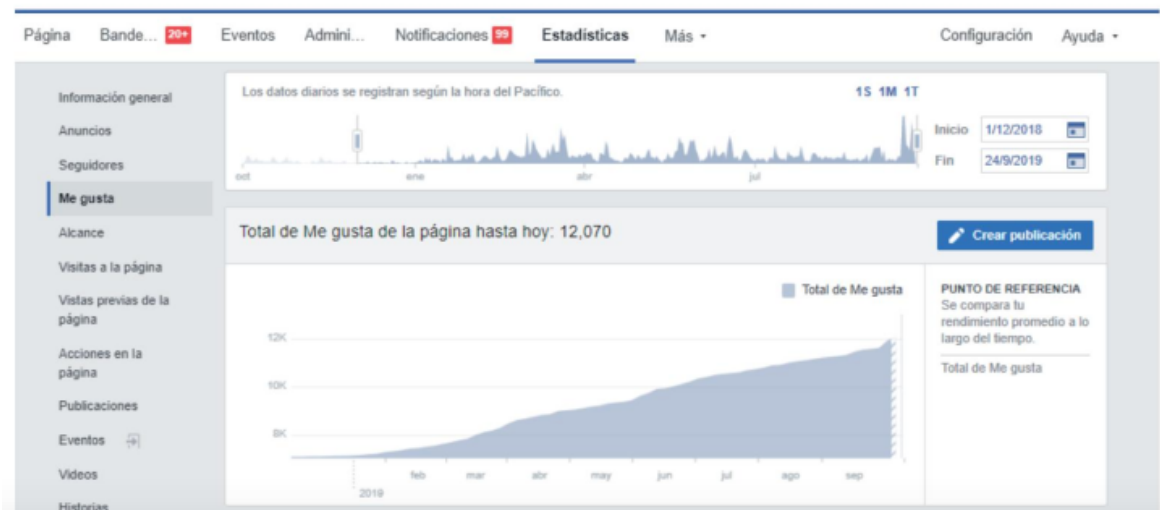 Página Bande... 20+ Eventos Admini... Notificaciones 99 Estadísticas Más Configuración Ayuda
Información general
Anuncios
Seguidores
Me gusta
Alcance
Visitas a la página
Vistas previas de la
página
Acciones en la
página
Publicaciones
Eventos
Videos
Historias
Los datos diarios se registran según la hora del Pacífico.
1S 1M 1T
oct ene abr jul
Inicio 1/12/2018
Fin 24/9/2019
Total de Me gusta de la página hasta hoy: 12,070
Crear publicación
Total de Me gusta
12K
10K
8K
feb mar abr may jun jul ago sep
2019
PUNTO DE REFERENCIA
Se compara tu
rendimiento promedio a lo
largo del tiempo.
Total de Me gusta